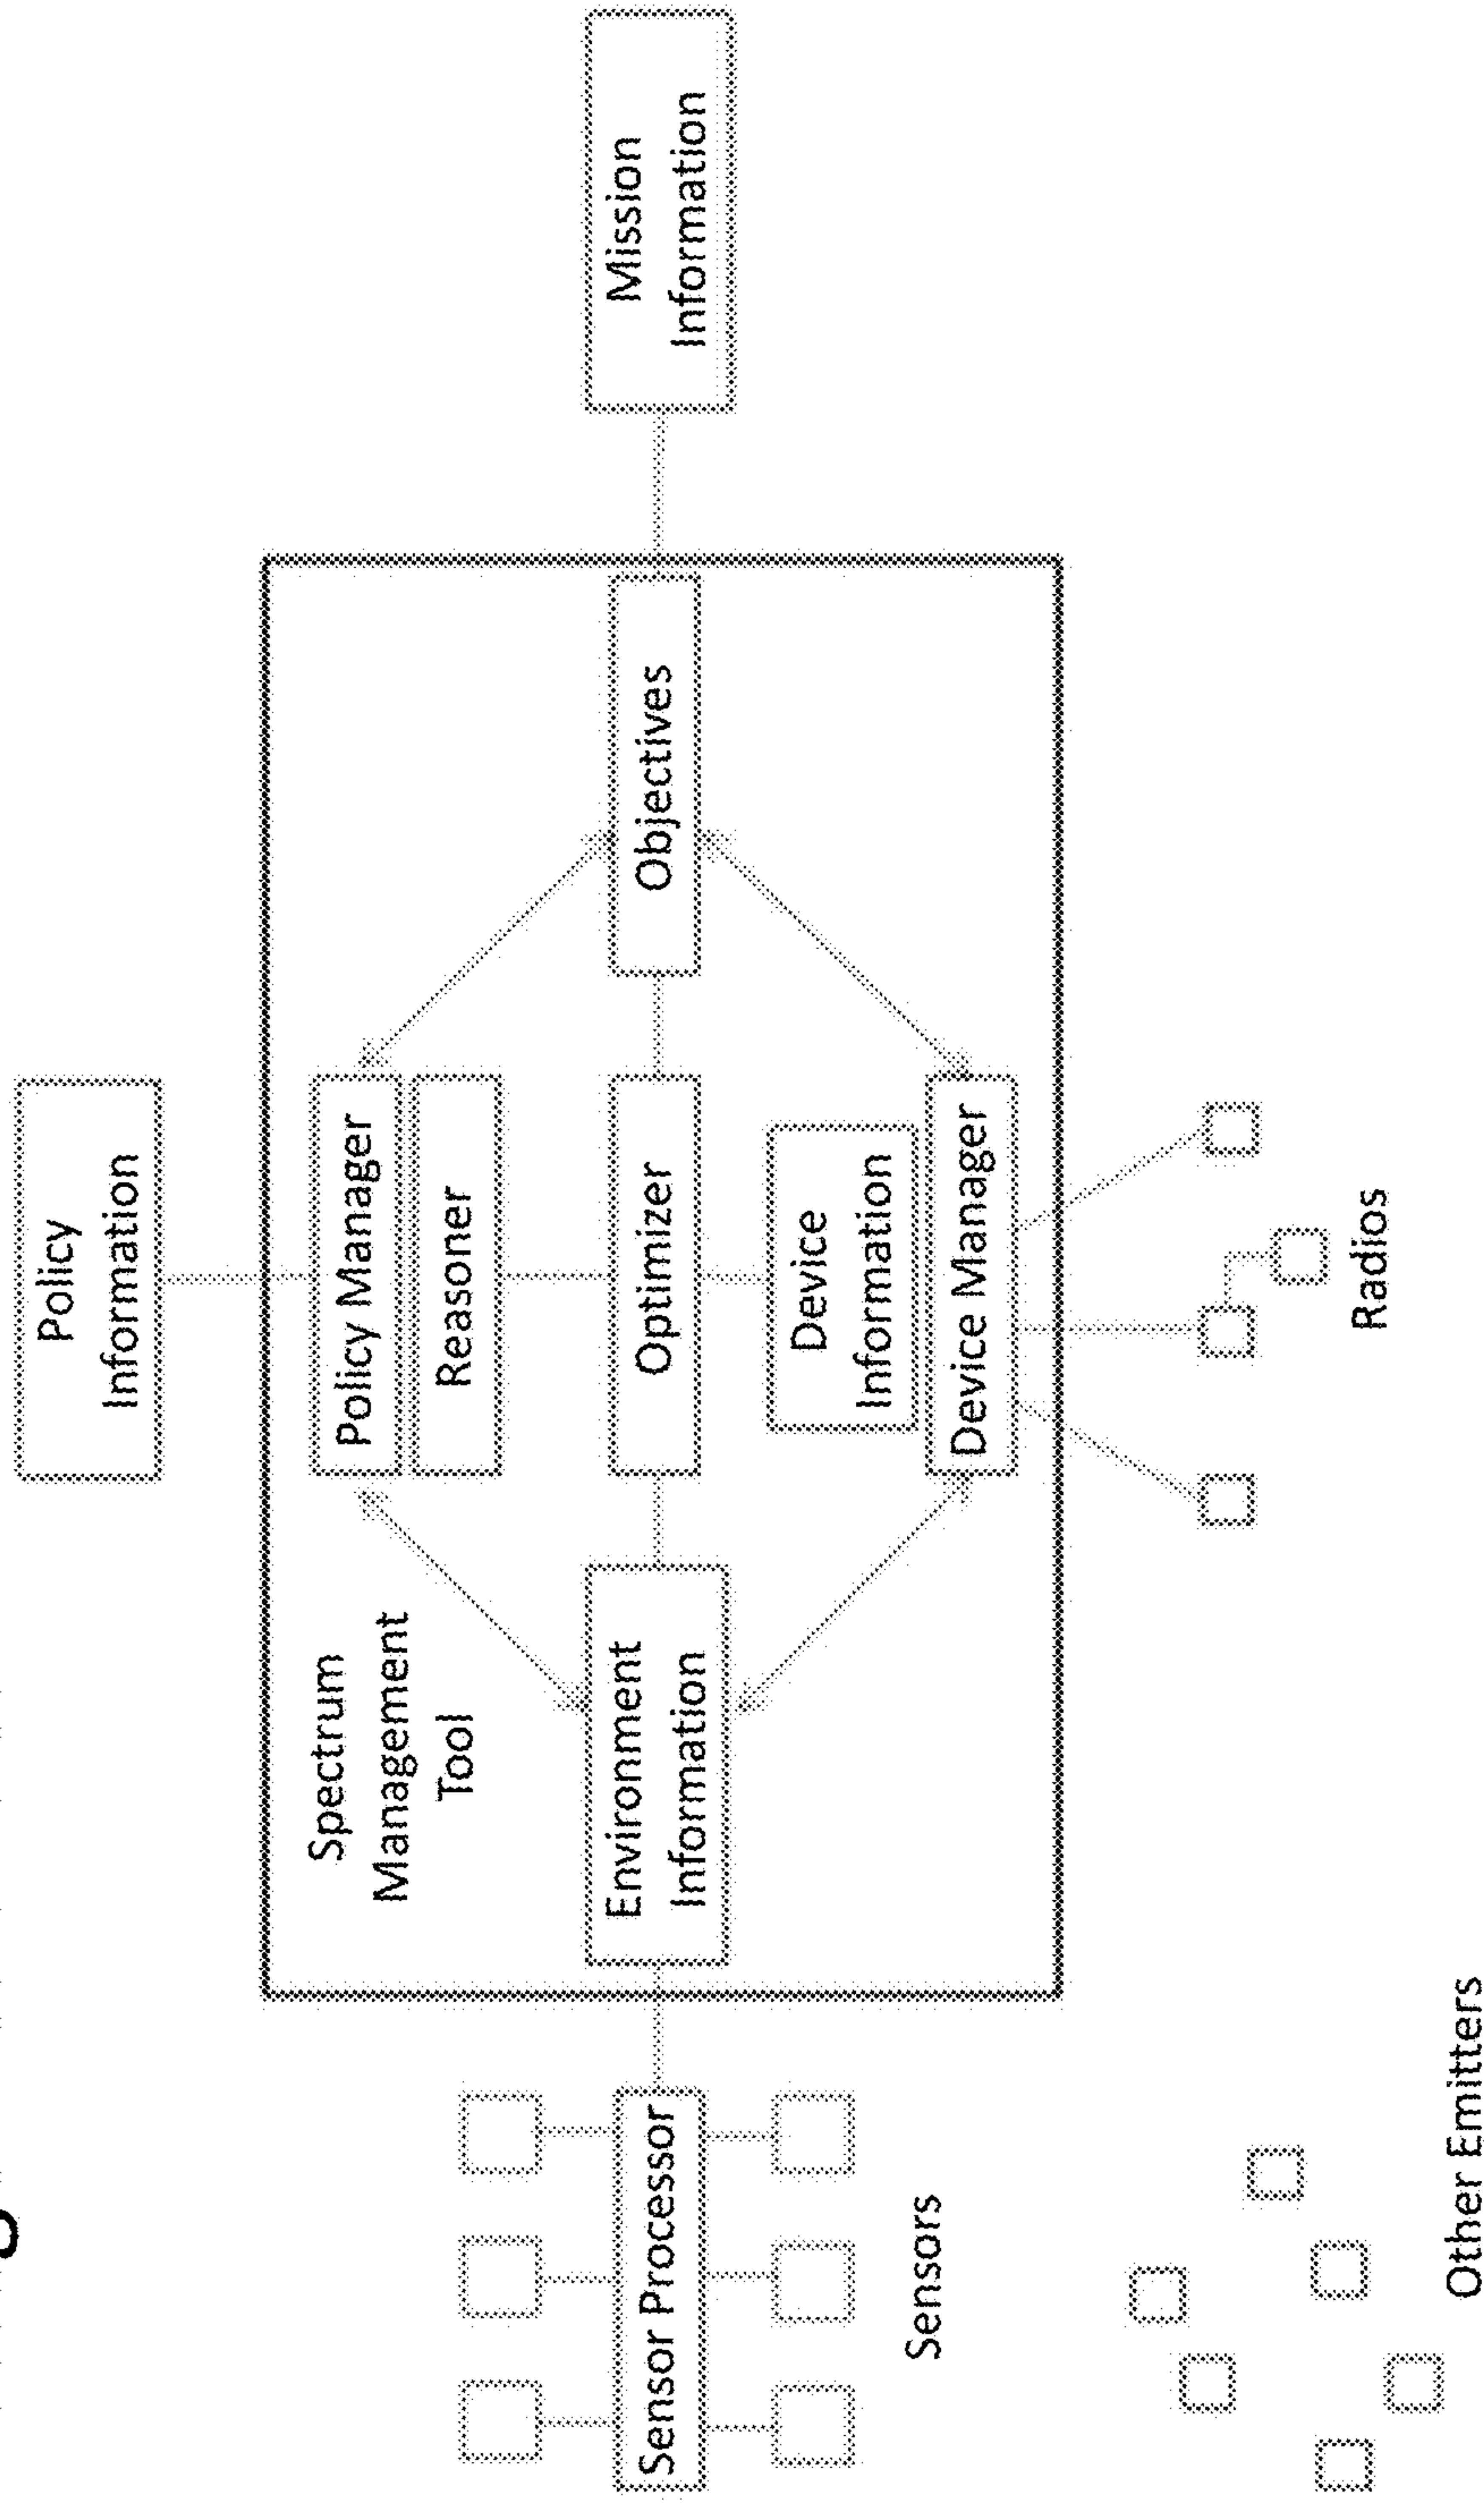 Policy
Information
Spectrum
Management
Tool
Policy Manager
Reasoner
Sensor Processor
Environment
Information
Optimizer
Objectives
Mission
Information
Device
Information
Device Manager
Sensors
Radios
Other Emitters